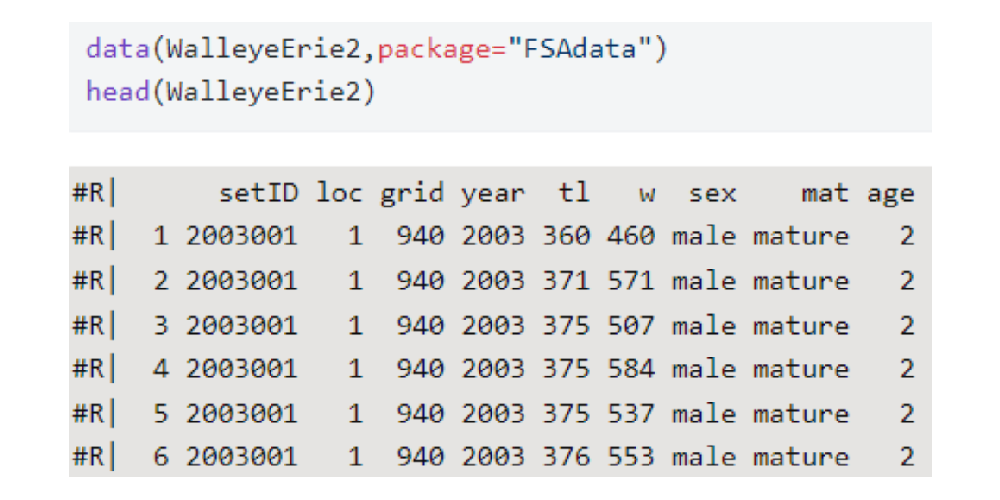 data(WalleyeErie2,package="FSAdata")
head(WalleyeErie2)
#R|       setID loc grid year  tl   w  sex    mat age
#R|  1 2003001   1  940 2003 360 460 male mature   2
#R|  2 2003001   1  940 2003 371 571 male mature   2
#R|  3 2003001   1  940 2003 375 507 male mature   2
#R|  4 2003001   1  940 2003 375 584 male mature   2
#R|  5 2003001   1  940 2003 375 537 male mature   2
#R|  6 2003001   1  940 2003 376 553 male mature   2